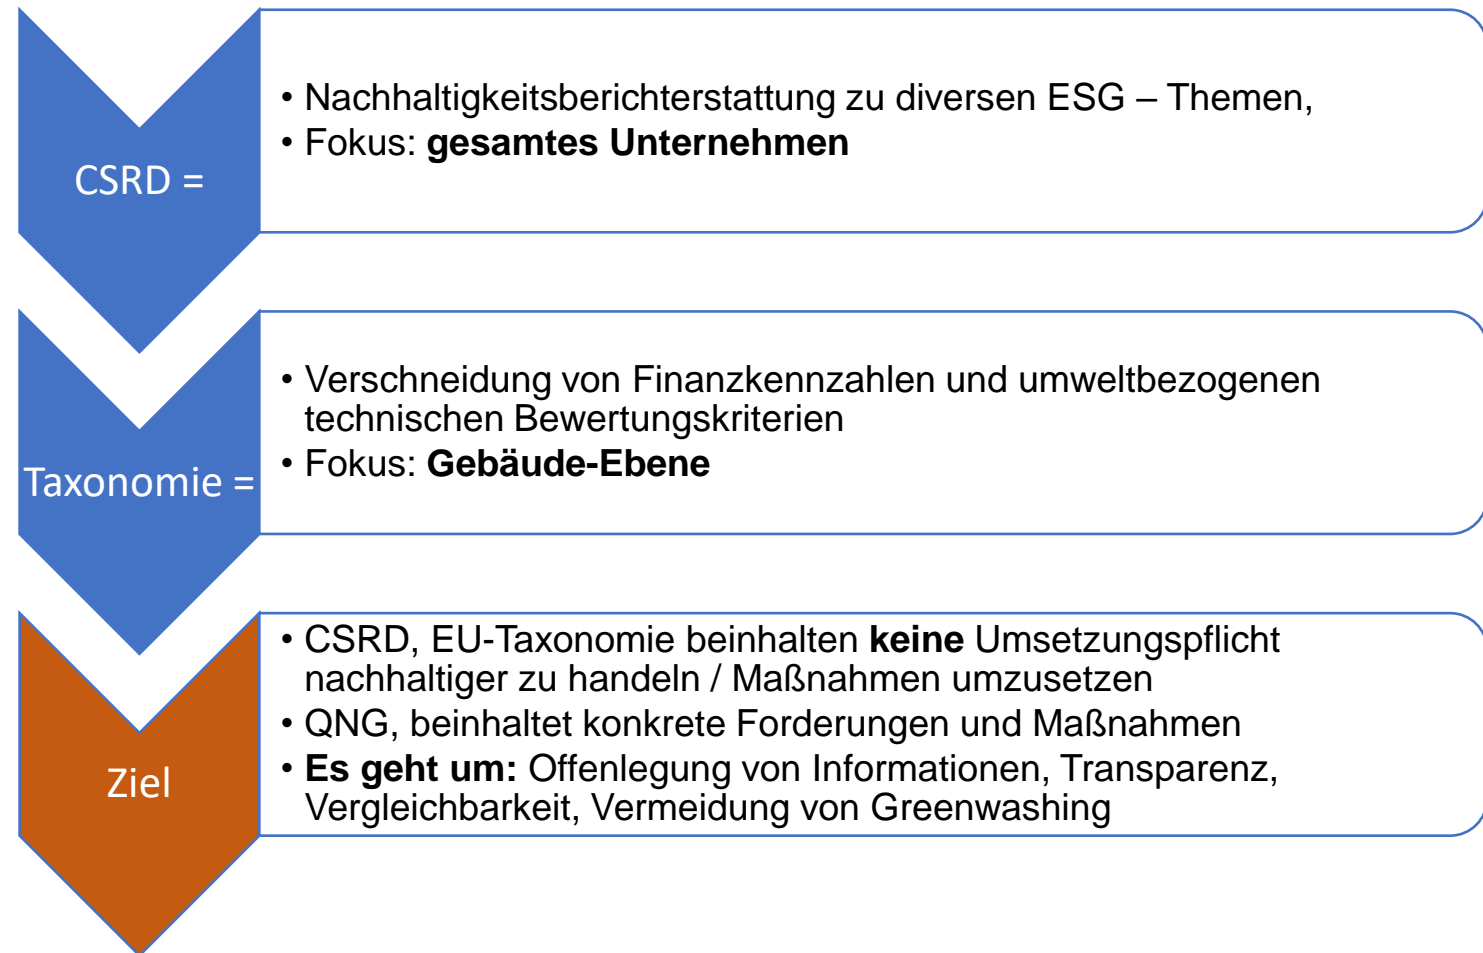 CSRD =
• Nachhaltigkeitsberichterstattung zu diversen ESG – Themen,
• Fokus: gesamtes Unternehmen
Taxonomie =
• Verschneidung von Finanzkennzahlen und umweltbezogenen
technischen Bewertungskriterien
• Fokus: Gebäude-Ebene
Ziel
• CSRD, EU-Taxonomie beinhalten keine Umsetzungspflicht
nachhaltiger zu handeln / Maßnahmen umzusetzen
• QNG, beinhaltet konkrete Forderungen und Maßnahmen
• Es geht um: Offenlegung von Informationen, Transparenz,
Vergleichbarkeit, Vermeidung von Greenwashing